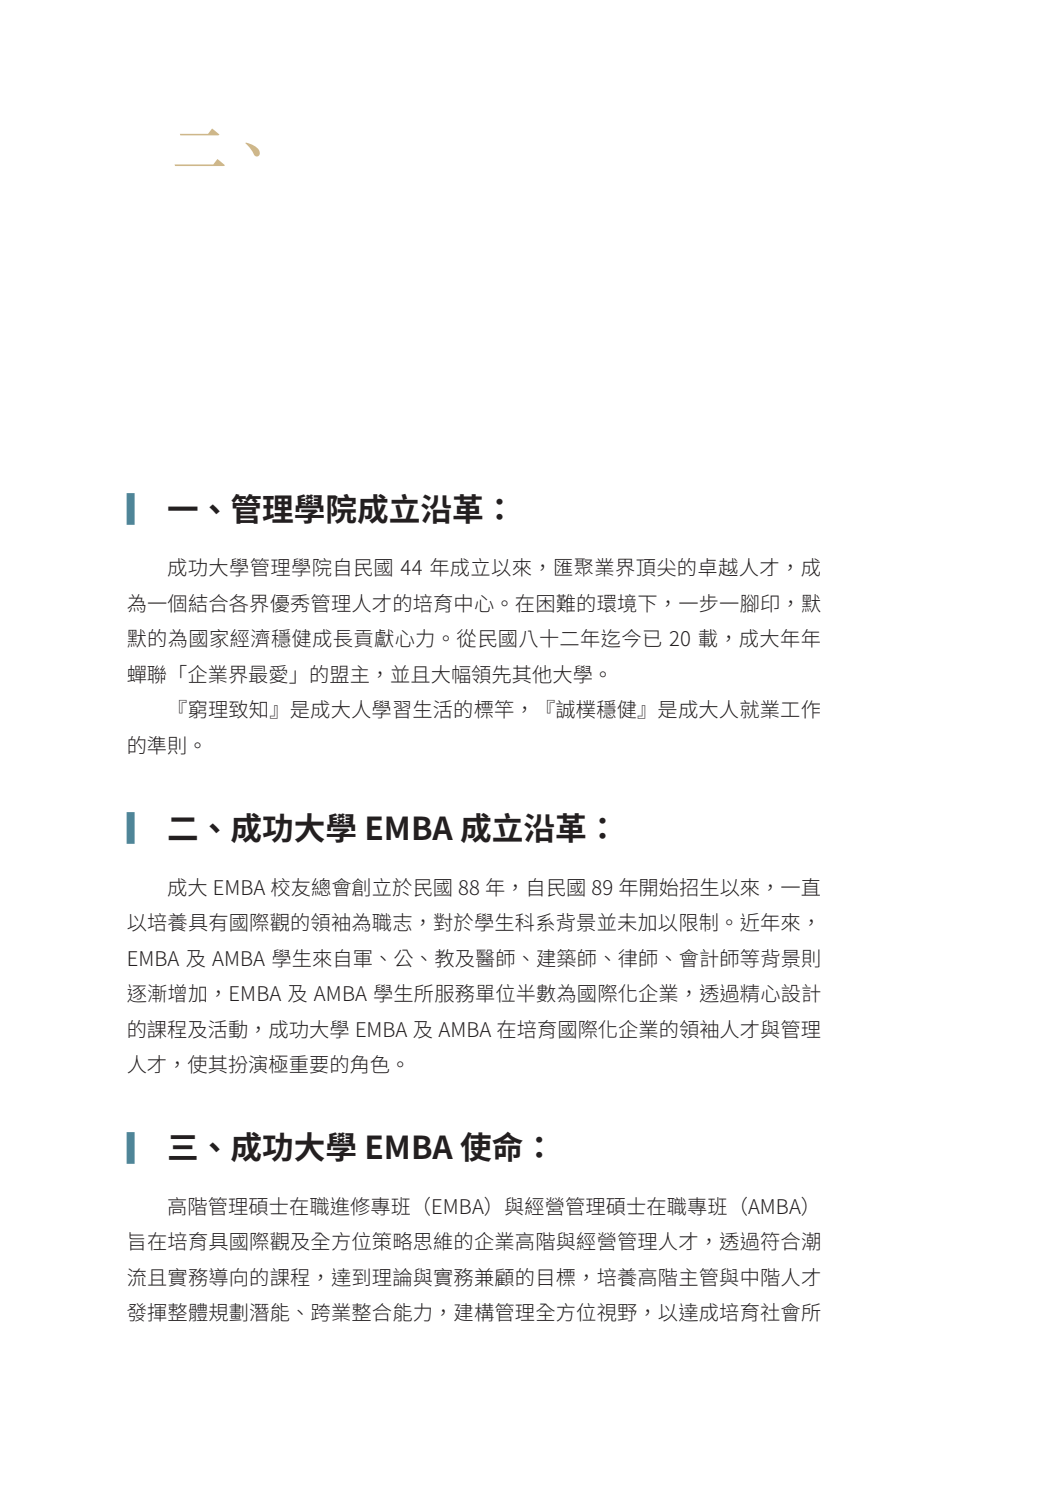 二、
一、管理學院成立沿革：
成功大學管理學院自民國 44 年成立以來，匯聚業界頂尖的卓越人才，成
為一個結合各界優秀管理人才的培育中心。在困難的環境下，一步一腳印，默
默的為國家經濟穩健成長貢獻心力。從民國八十二年迄今已 20 載，成大年年
蟬聯「企業界最愛」的盟主，並且大幅領先其他大學。
『窮理致知』是成大人學習生活的標竿，『誠樸穩健』是成大人就業工作
的準則。
二、成功大學 EMBA 成立沿革：
成大 EMBA 校友總會創立於民國 88 年，自民國 89 年開始招生以來，一直
以培養具有國際觀的領袖為職志，對於學生科系背景並未加以限制。近年來，
EMBA 及 AMBA 學生來自軍、公、教及醫師、建築師、律師、會計師等背景則
逐漸增加，EMBA 及 AMBA 學生所服務單位半數為國際化企業，透過精心設計
的課程及活動，成功大學 EMBA 及 AMBA 在培育國際化企業的領袖人才與管理
人才，使其扮演極重要的角色。
三、成功大學 EMBA 使命：
高階管理碩士在職進修專班（EMBA）與經營管理碩士在職專班（AMBA）
旨在培育具國際觀及全方位策略思維的企業高階與經營管理人才，透過符合潮
流且實務導向的課程，達到理論與實務兼顧的目標，培養高階主管與中階人才
發揮整體規劃潛能、跨業整合能力，建構管理全方位視野，以達成培育社會所